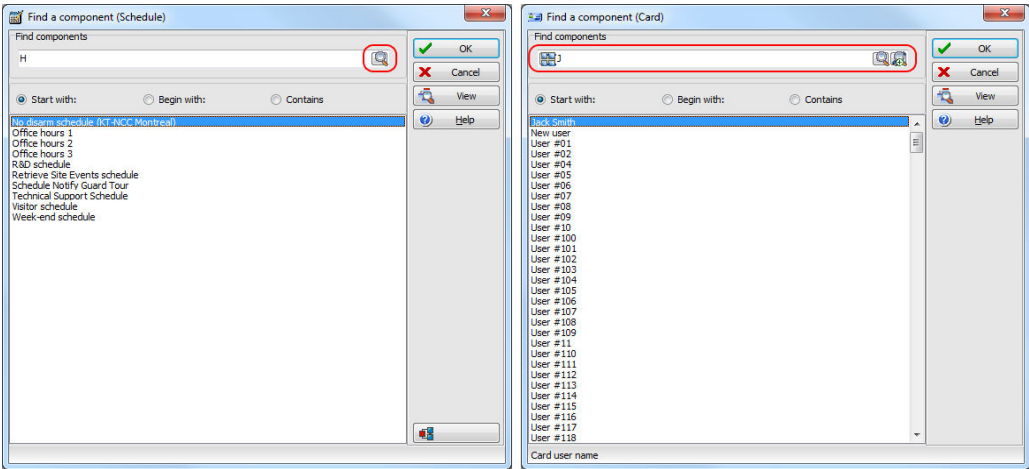 Find a component (Schedule)
Find components
H
OK
Cancel
Start with:
Begin with:
Contains
View
Help
No disarm schedule (KT-NCC Montreal)
Office hours 1
Office hours 2
Office hours 3
R&D schedule
Retrieve Site Events schedule
Schedule Notify Guard Tour
Technical Support Schedule
Visitor schedule
Week-end schedule
Find a component (Card)
Find components
J
OK
Cancel
Start with:
Begin with:
Contains
View
Help
Jack Smith
New user
User #01
User #02
User #04
User #05
User #06
User #07
User #08
User #09
User #10
User #100
User #101
User #102
User #103
User #104
User #105
User #106
User #107
User #108
User #109
User #11
User #110
User #111
User #112
User #113
User #114
User #115
User #116
User #117
User #118
Card user name